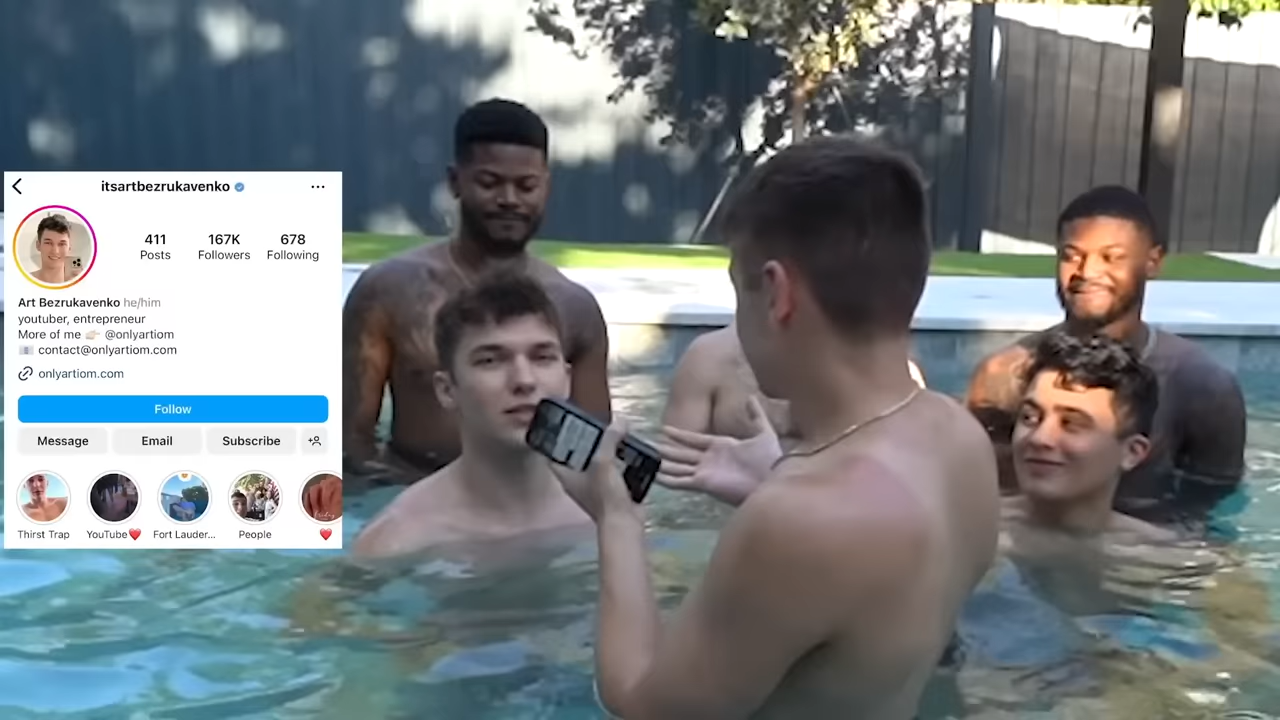 itsartbezrukavenko
411 167K 678
Posts Followers Following
Art Bezrukavenko he/him
youtuber, entrepreneur
More of me 👉🏻 @onlyartiom
📧 contact@onlyartiom.com
onlyartiom.com
Follow
Message Email Subscribe
Thirst Trap YouTube❤️ Fort Lauder... People ❤️